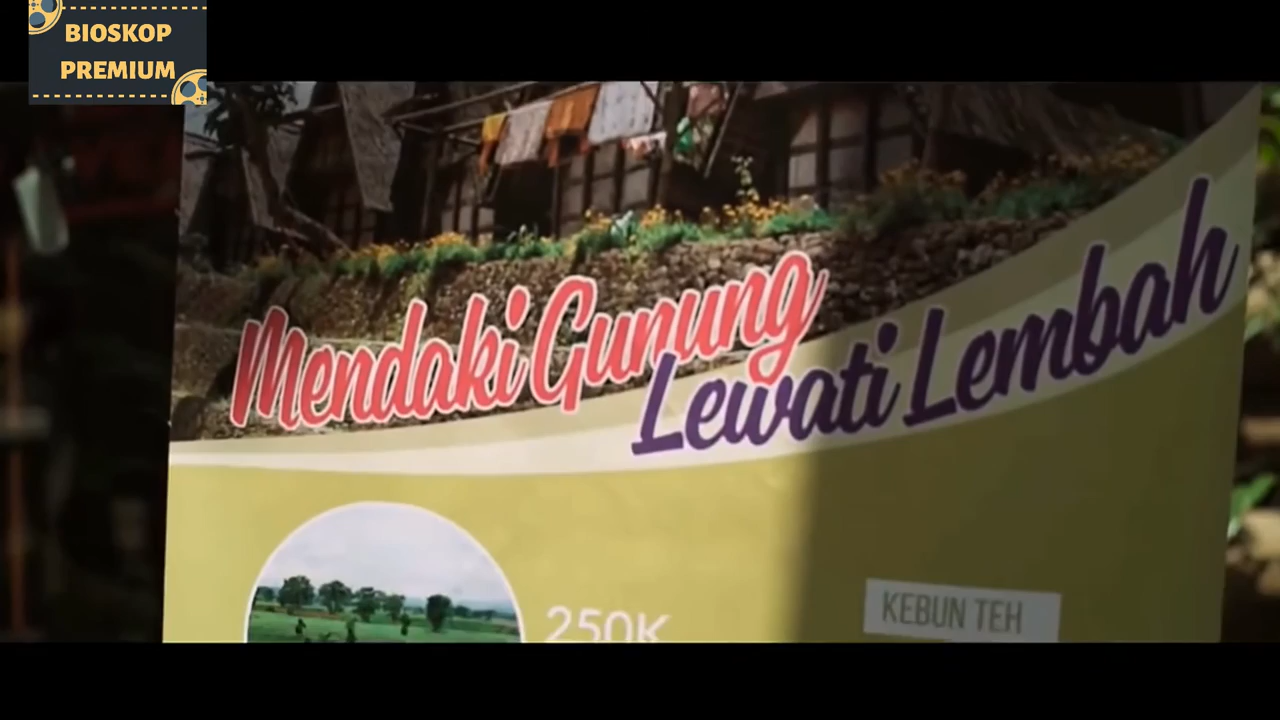 BIOSKOP
PREMIUM
Mendaki Gunung
Lewati Lembah
250K
KEBUN TEH